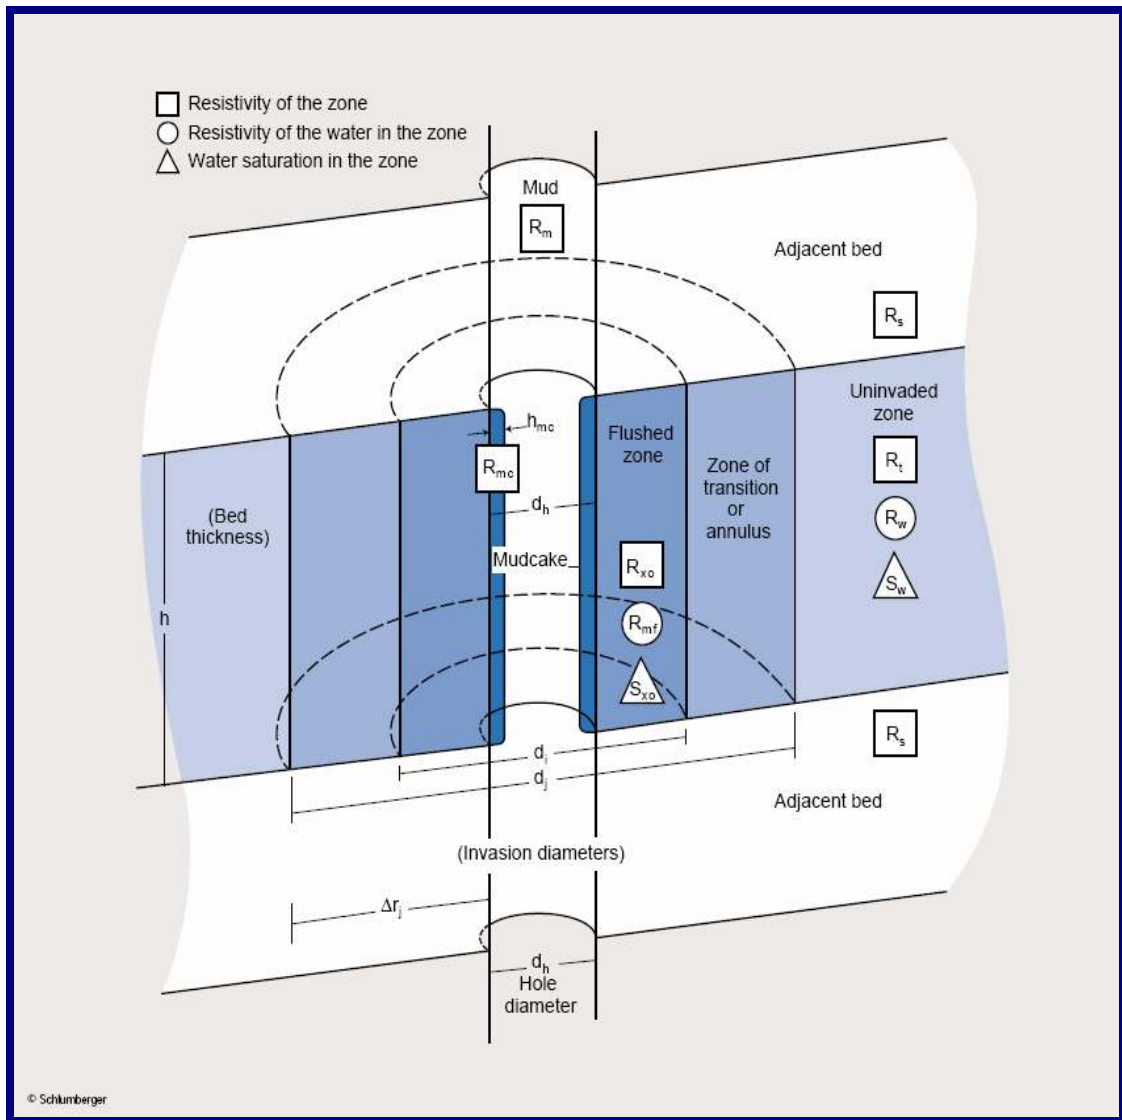 Resistivity of the zone
Resistivity of the water in the zone
Water saturation in the zone
Mud
Rm
Adjacent bed
Rs
Uninvaded
zone
Rt
Rw
Sw
hmc
Rmc
dh
Mudcake
Flushed
zone
Rxo
Rmf
Sxo
Zone of
transition
or
annulus
(Bed
thickness)
h
di
dj
Rs
Adjacent bed
(Invasion diameters)
Δrj
dh
Hole
diameter
© Schlumberger